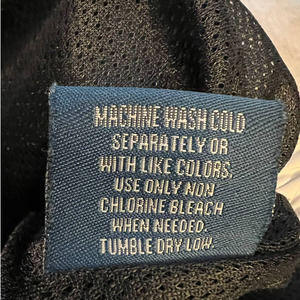 MACHINE WASH COLD
SEPARATELY OR
WITH LIKE COLORS.
USE ONLY NON
CHLORINE BLEACH
WHEN NEEDED.
TUMBLE DRY LOW.